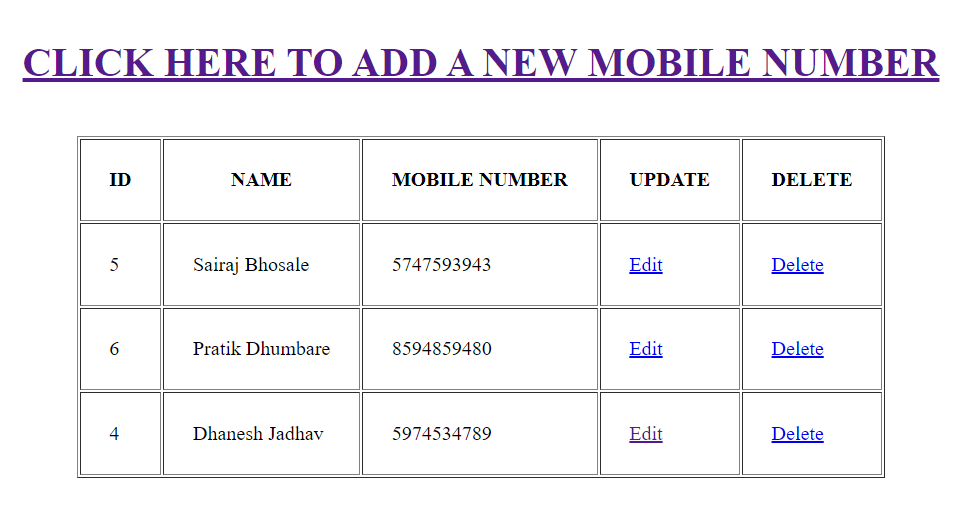 CLICK HERE TO ADD A NEW MOBILE NUMBER
ID NAME MOBILE NUMBER UPDATE DELETE
5 Sairaj Bhosale 5747593943 Edit Delete
6 Pratik Dhumbare 8594859480 Edit Delete
4 Dhanesh Jadhav 5974534789 Edit Delete